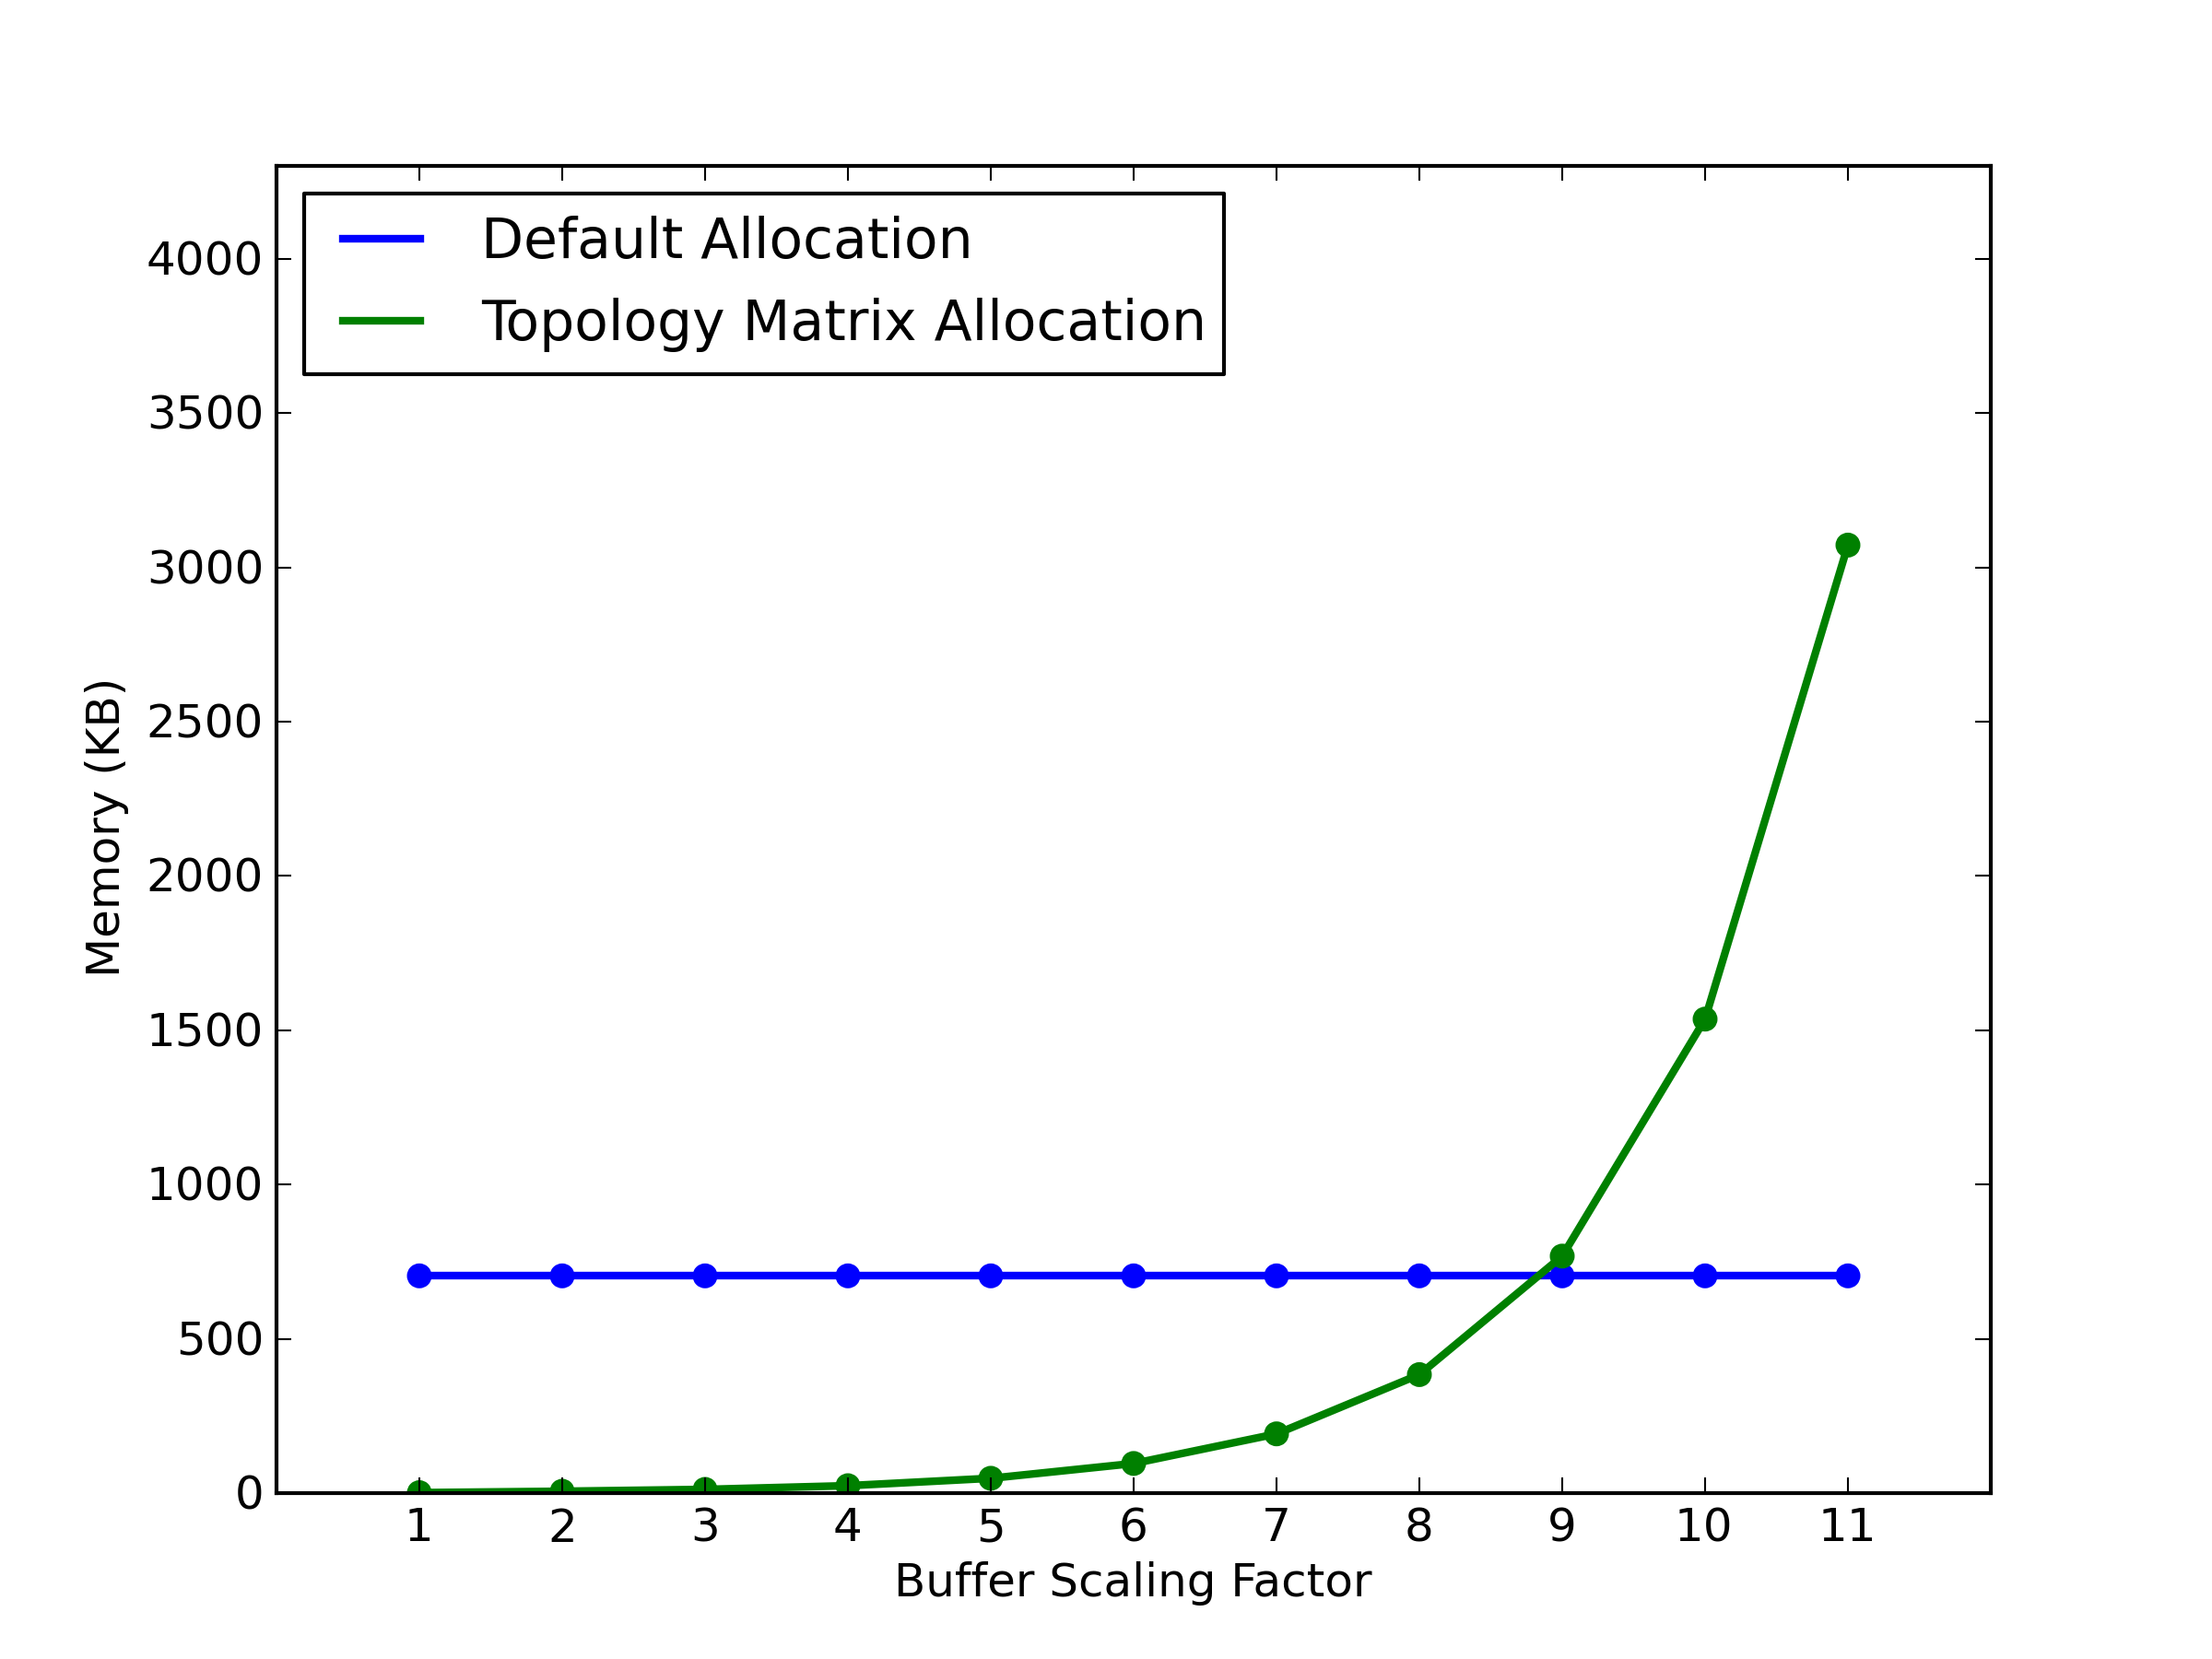 Default Allocation
Topology Matrix Allocation
4000
3500
3000
2500
2000
1500
1000
500
0
Memory (KB)
1 2 3 4 5 6 7 8 9 10 11
Buffer Scaling Factor